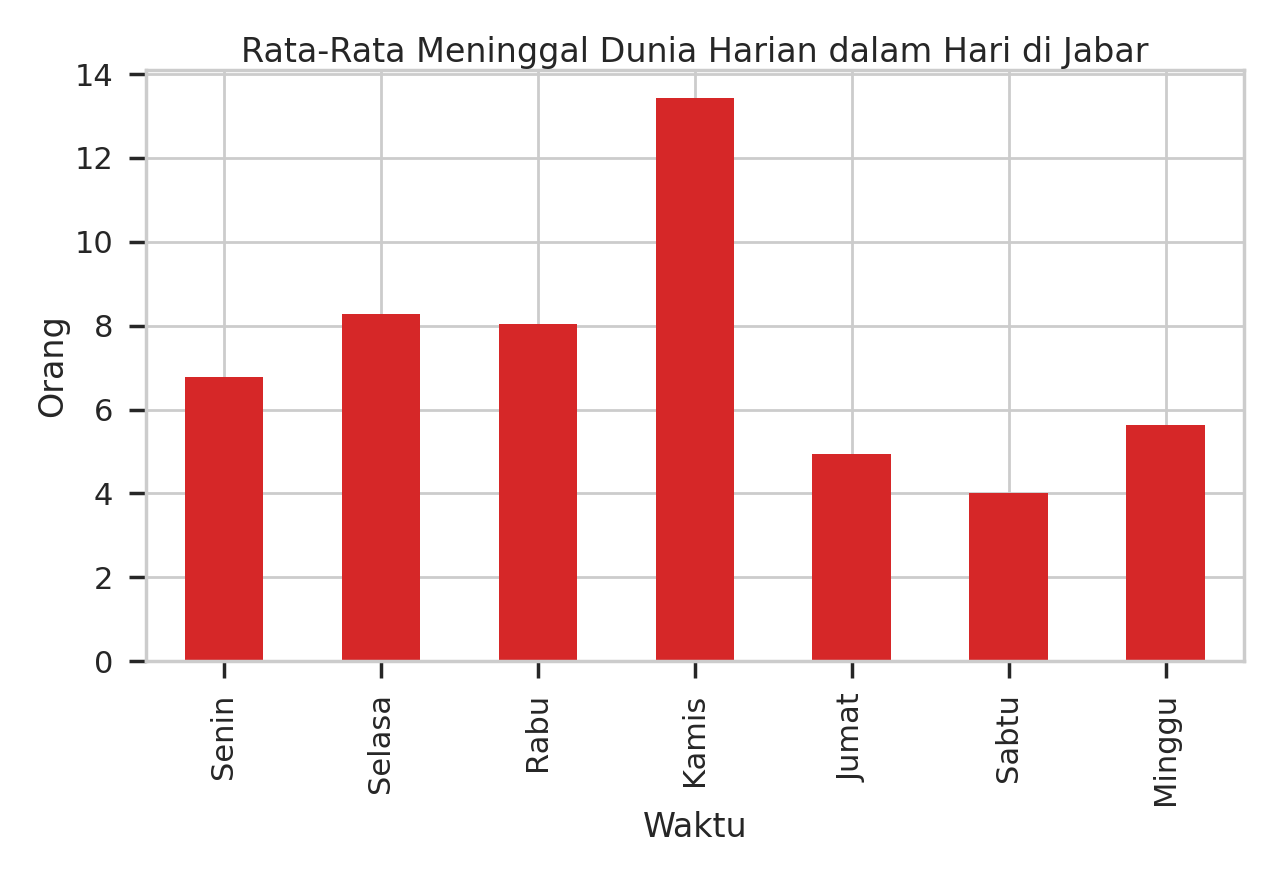 Rata-Rata Meninggal Dunia Harian dalam Hari di Jabar
14
12
10
8
6
4
2
0
Orang
Senin
Selasa
Rabu
Kamis
Jumat
Sabtu
Minggu
Waktu